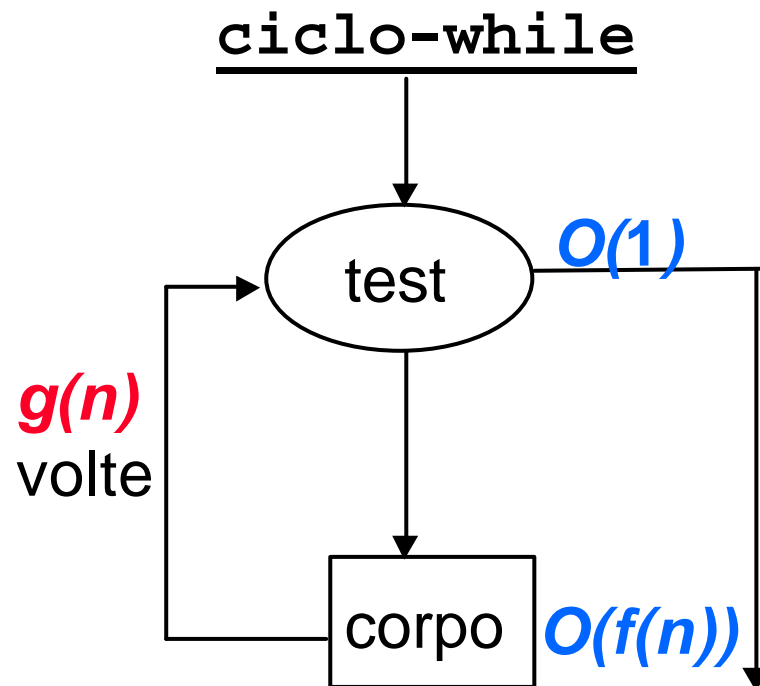 ciclo-while
O(1)
test
g(n)
volte
corpo
O(f(n))